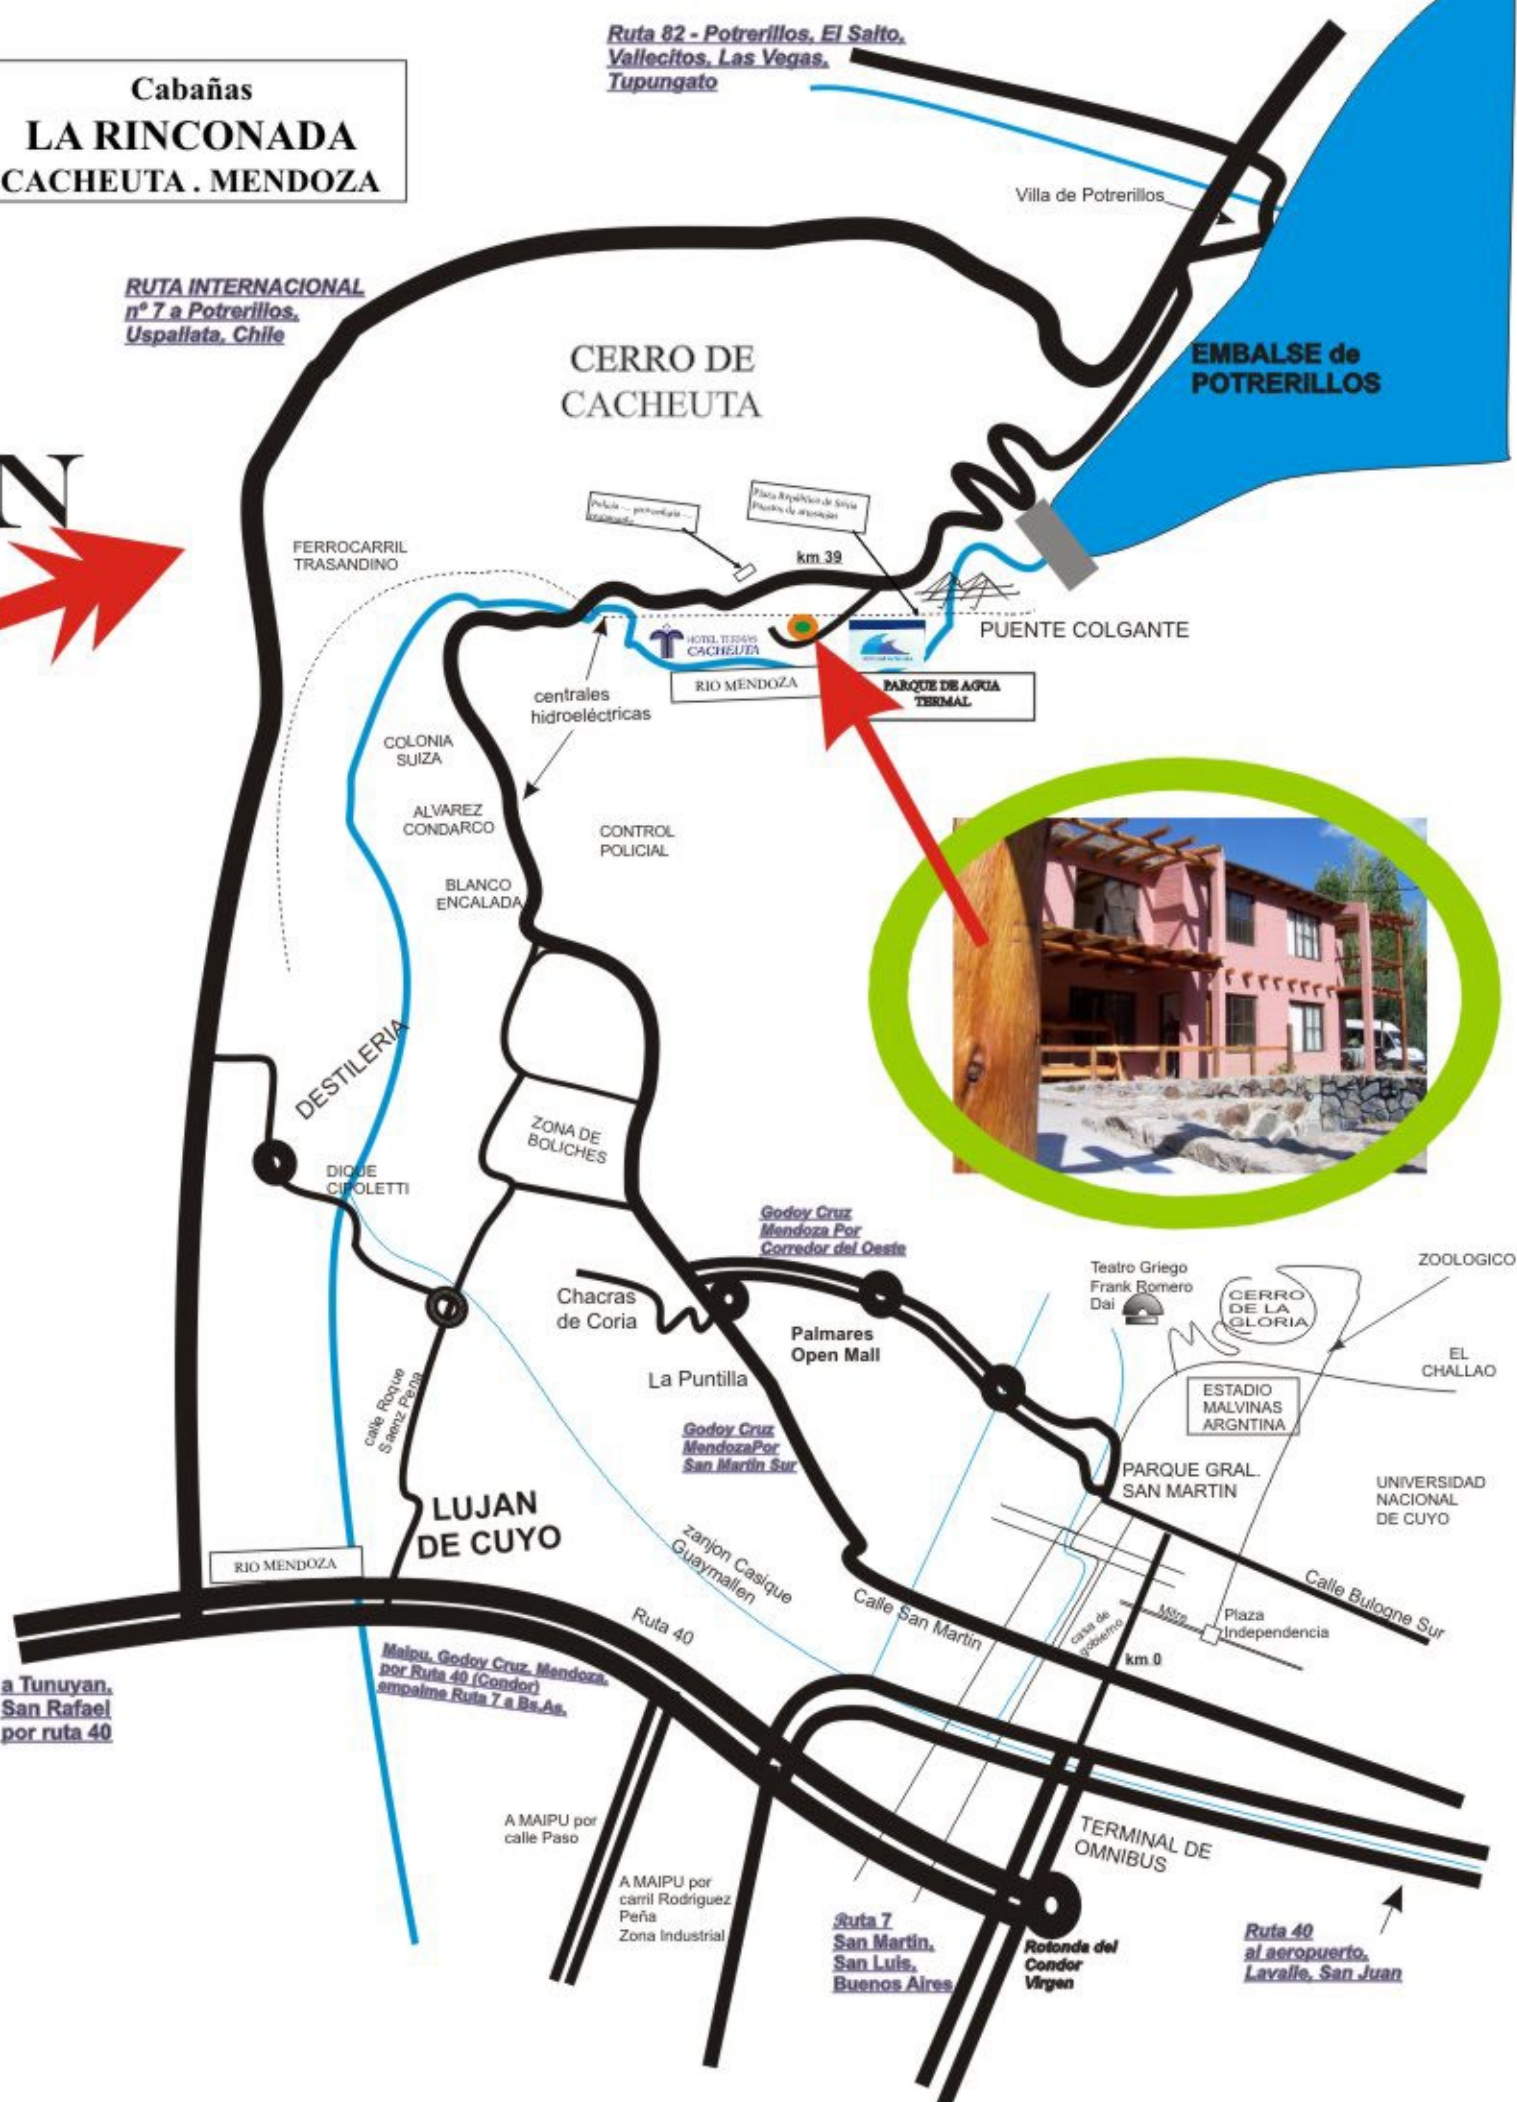 Ruta 82 - Potrerillos, El Salto,
Vallecitos, Las Vegas,
Tupungato
Cabañas
LA RINCONADA
CACHEUTA . MENDOZA
Villa de Potrerillos
RUTA INTERNACIONAL
nº 7 a Potrerillos,
Uspallata, Chile
CERRO DE
CACHEUTA
EMBALSE de
POTRERILLOS
N
FERROCARRIL
TRASANDINO
Puestos de artesanias
km 39
PUENTE COLGANTE
HOTEL TERMAS
CACHEUTA
RIO MENDOZA
PARQUE DE AGUA
TERMAL
centrales
hidroeléctricas
COLONIA
SUIZA
ALVAREZ
CONDARCO
CONTROL
POLICIAL
BLANCO
ENCALADA
DESTILERIA
ZONA DE
BOLICHES
DIQUE
CIPOLETTI
Godoy Cruz
Mendoza Por
Corredor del Oeste
Teatro Griego
Frank Romero
Dai
CERRO
DE LA
GLORIA
ZOOLOGICO
Chacras
de Coria
Palmares
Open Mall
EL
CHALLAO
La Puntilla
ESTADIO
MALVINAS
ARGNTINA
calle Roque
Saenz Peña
Godoy Cruz
MendozaPor
San Martin Sur
PARQUE GRAL.
SAN MARTIN
UNIVERSIDAD
NACIONAL
DE CUYO
LUJAN
DE CUYO
zanjon Casique
Guaymallen
RIO MENDOZA
Calle San Martin
Calle Bulogne Sur
Ruta 40
casa de
gobierno
Mitre
Plaza
Independencia
km 0
Maipu, Godoy Cruz, Mendoza,
por Ruta 40 (Condor)
empalme Ruta 7 a Bs.As.
a Tunuyan,
San Rafael
por ruta 40
A MAIPU por
calle Paso
TERMINAL DE
OMNIBUS
A MAIPU por
carril Rodriguez
Peña
Zona Industrial
Ruta 7
San Martin,
San Luis,
Buenos Aires
Rotonda del
Condor
Virgen
Ruta 40
al aeropuerto,
Lavalle, San Juan